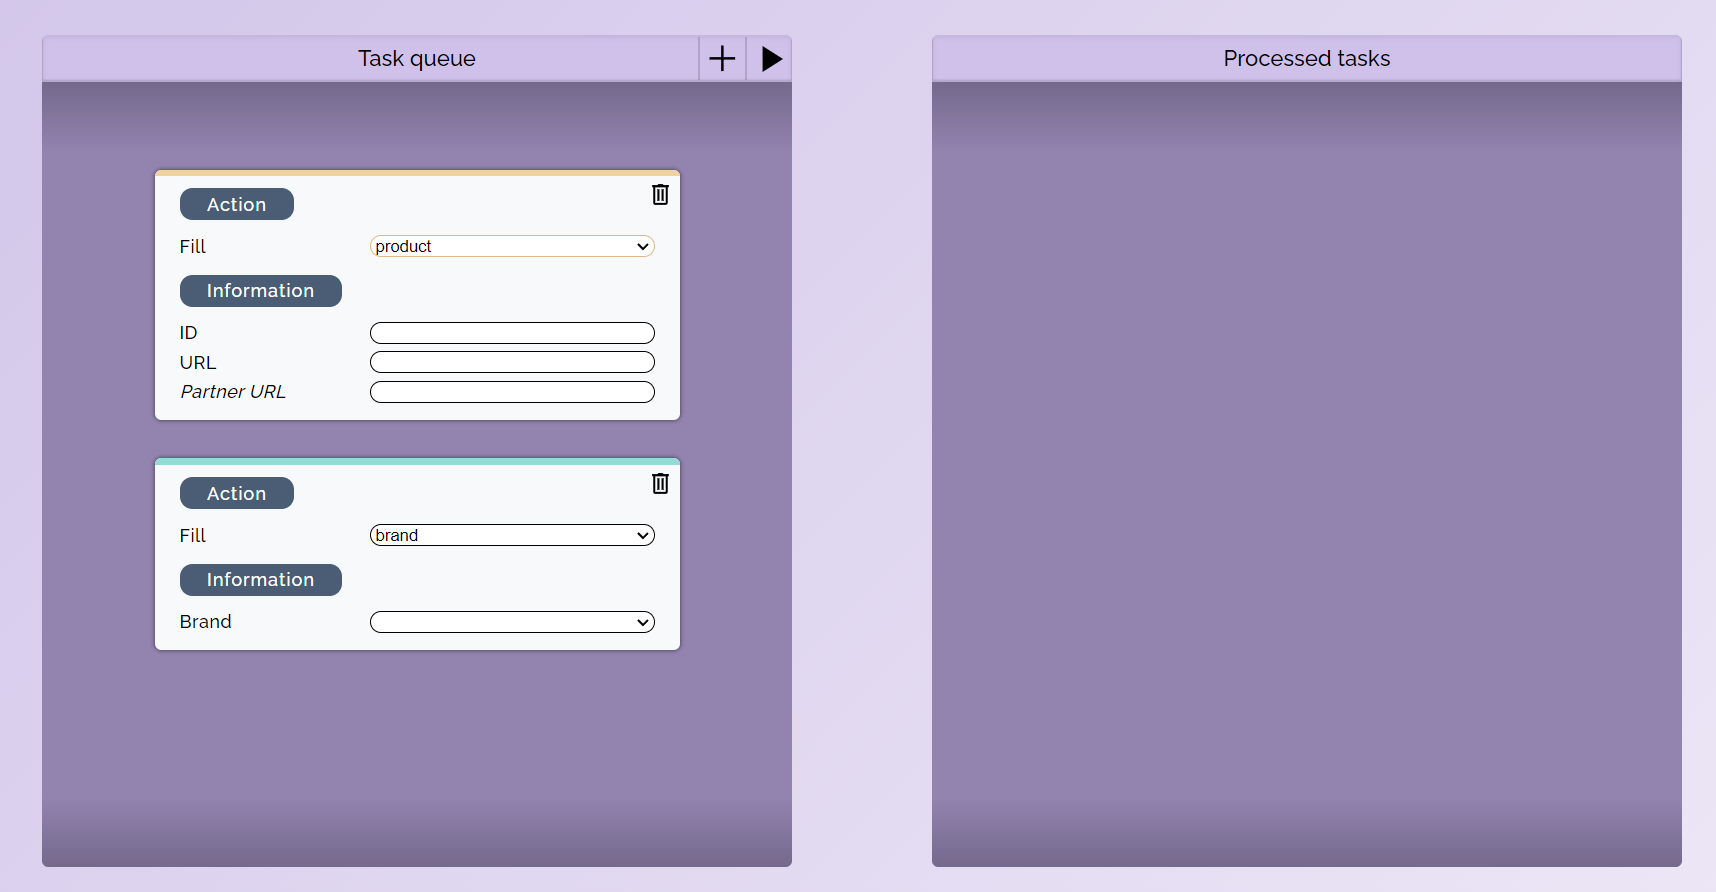 Task queue
Action
Fill
product
Information
ID
URL
Partner URL
Action
Fill
brand
Information
Brand
Processed tasks